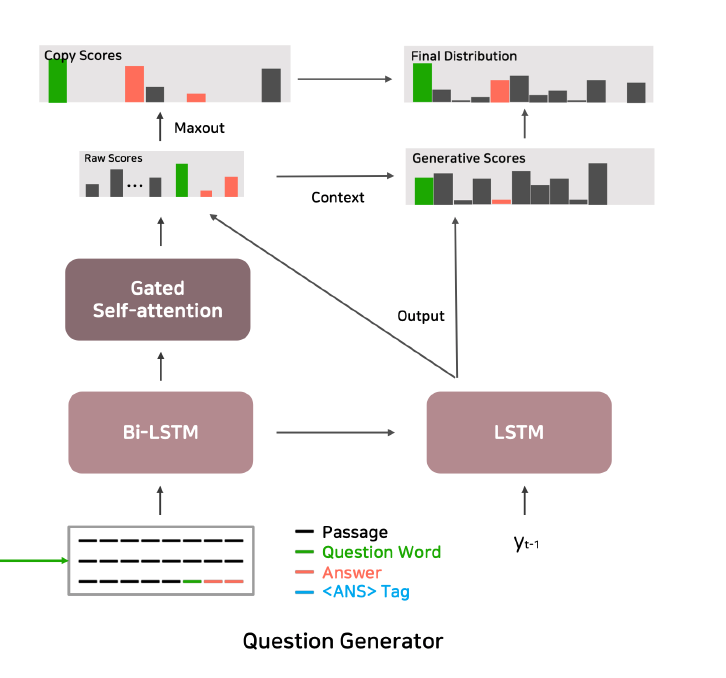 Copy Scores
Final Distribution
Maxout
Raw Scores
...
Generative Scores
Context
Gated
Self-attention
Output
Bi-LSTM
LSTM
Passage
Question Word
Answer
<ANS> Tag
yt-1
Question Generator